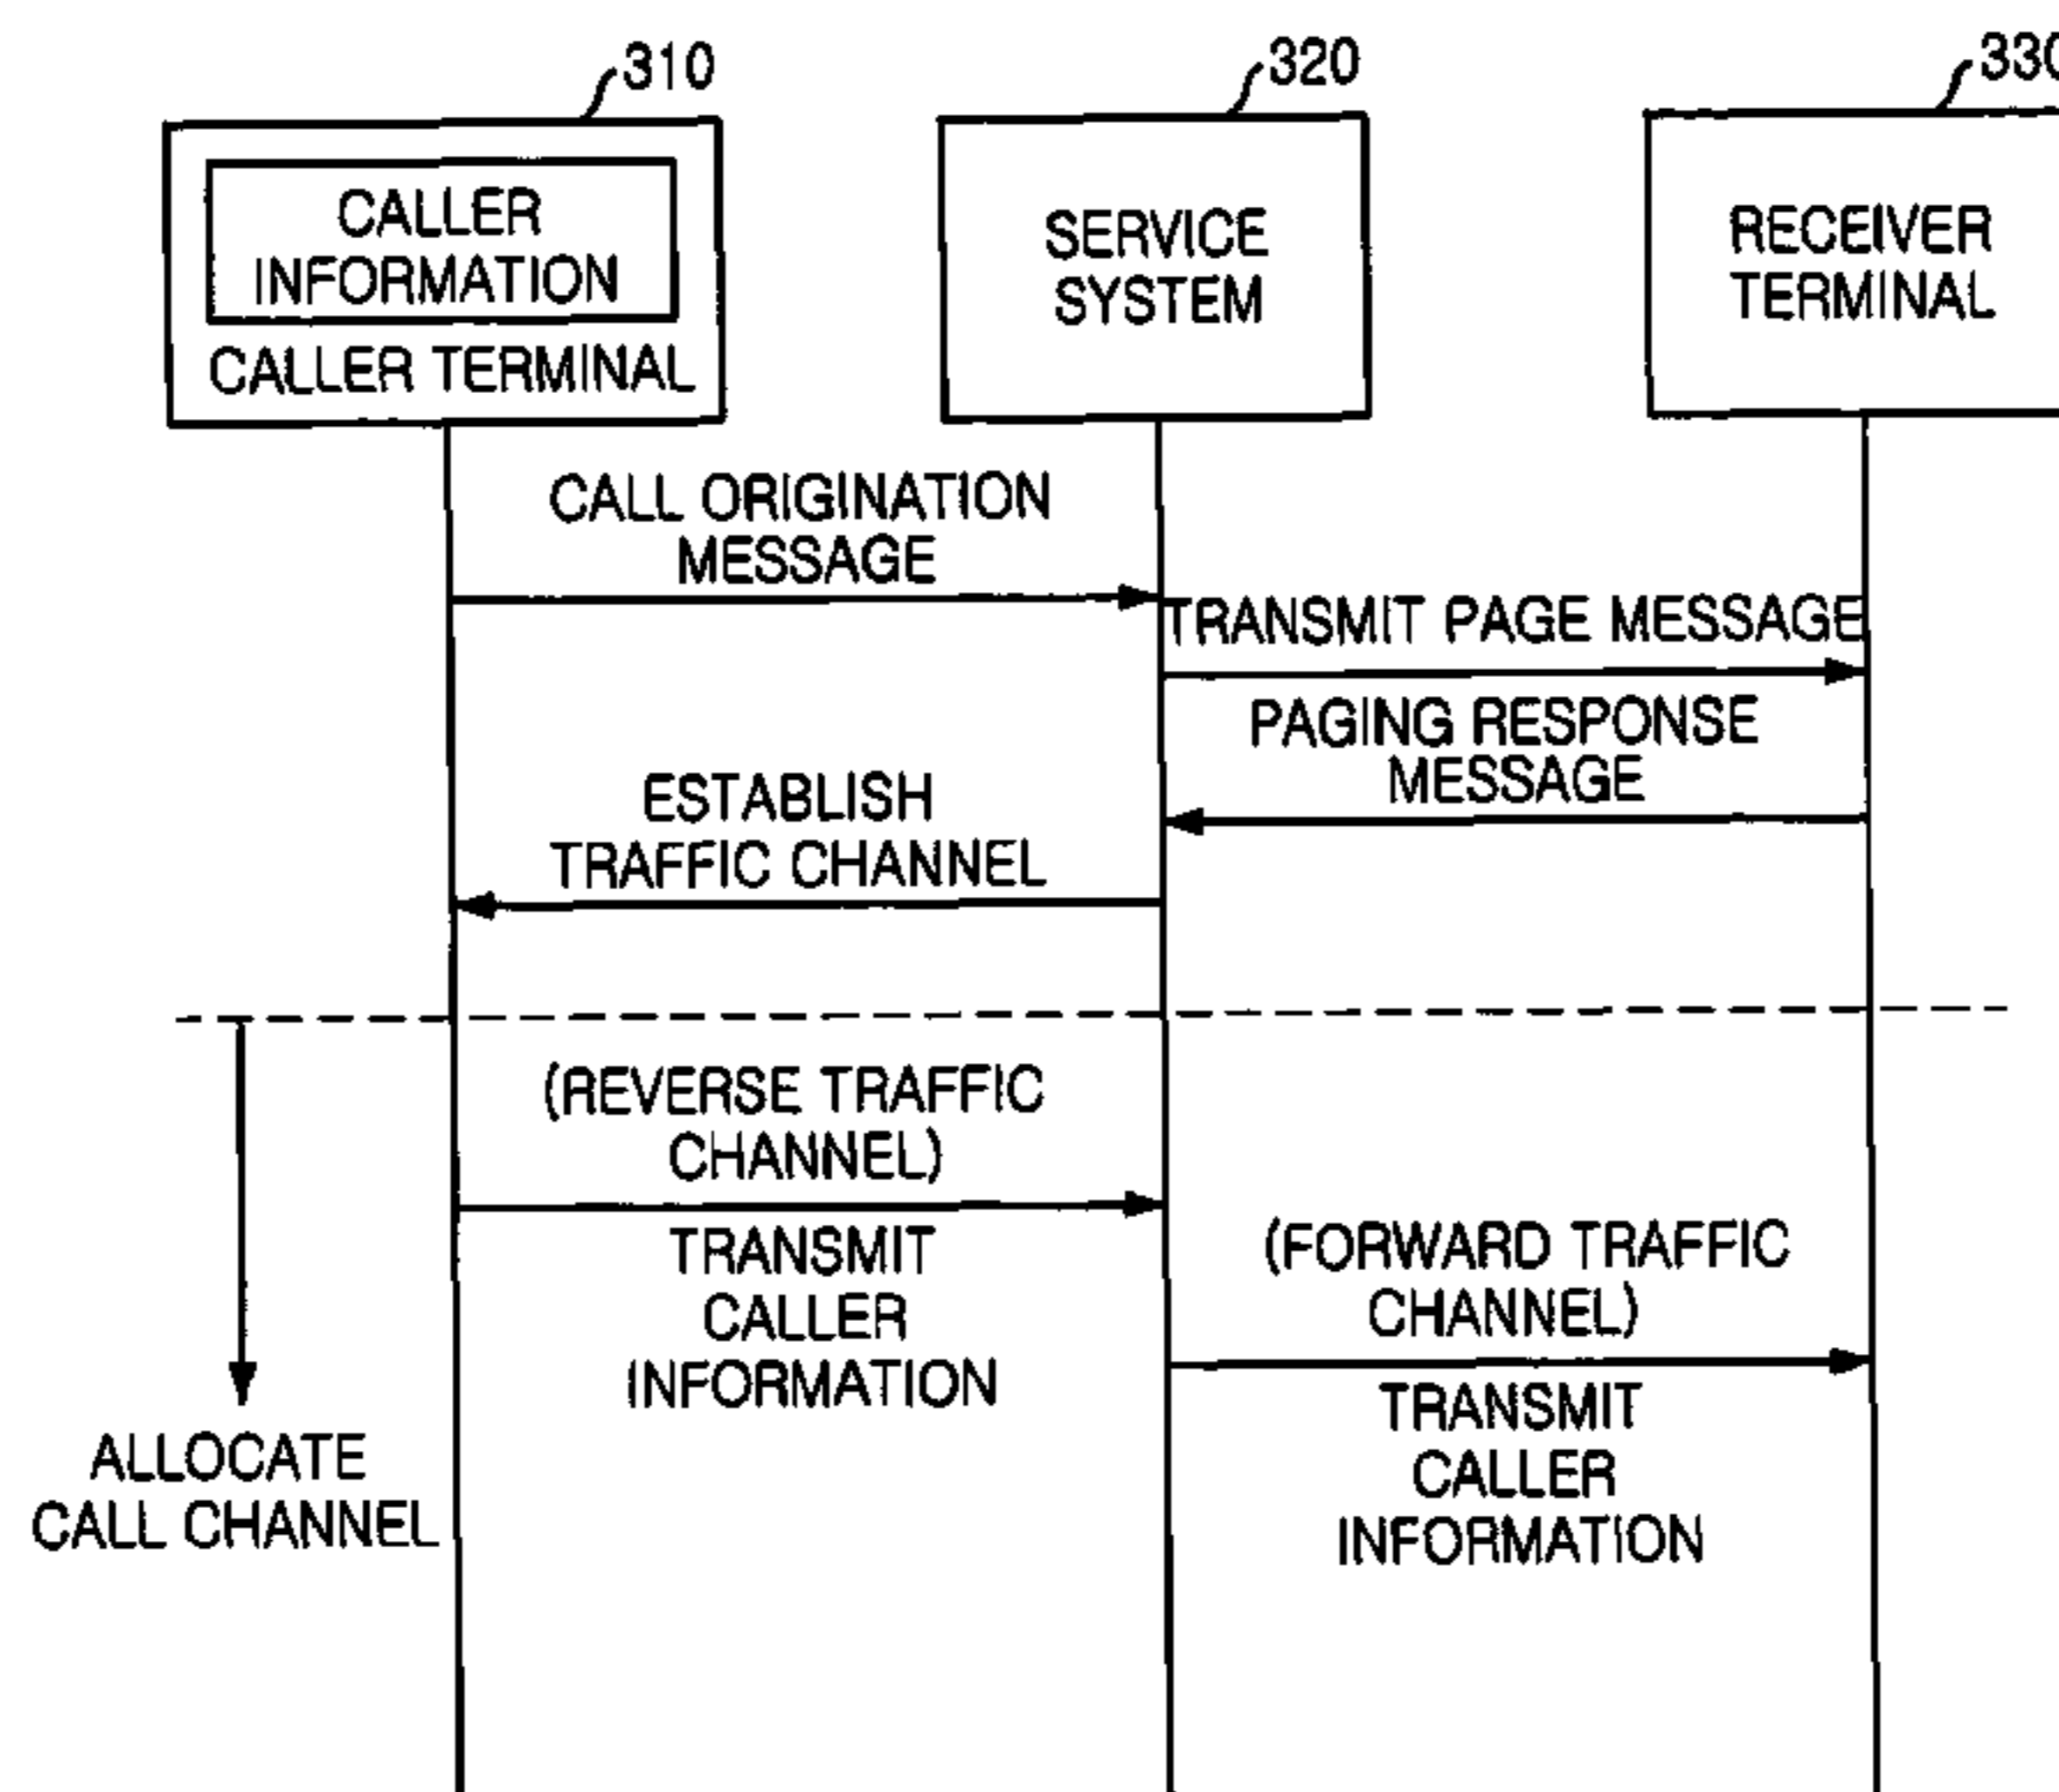 310
320
330
CALLER
INFORMATION
CALLER TERMINAL
SERVICE
SYSTEM
RECEIVER
TERMINAL
CALL ORIGINATION
MESSAGE
TRANSMIT PAGE MESSAGE
PAGING RESPONSE
MESSAGE
ESTABLISH
TRAFFIC CHANNEL
(REVERSE TRAFFIC
CHANNEL)
TRANSMIT
CALLER
INFORMATION
(FORWARD TRAFFIC
CHANNEL)
TRANSMIT
CALLER
INFORMATION
ALLOCATE
CALL CHANNEL